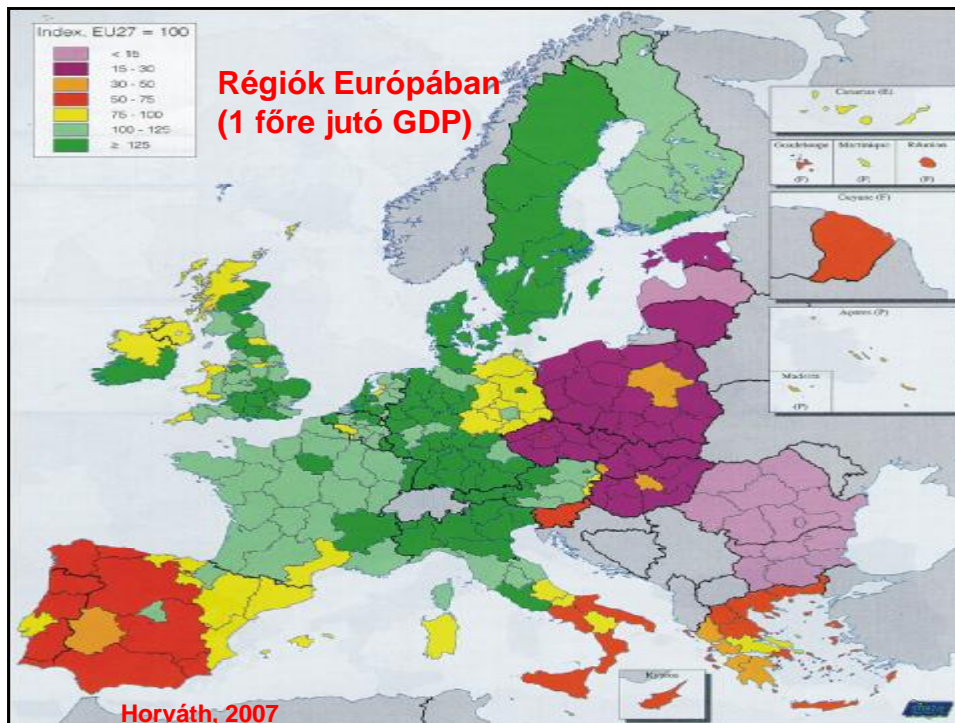 Index, EU27 = 100
< 15
15 - 30
30 - 50
50 - 75
75 - 100
100 - 125
≥ 125
Régiók Európában
(1 főre jutó GDP)
Canarias (E)
Guadeloupe
(F)
Martinique
(F)
Réunion
(F)
Guyane (F)
Açores (P)
Madeira
(P)
Kypros
Horváth, 2007